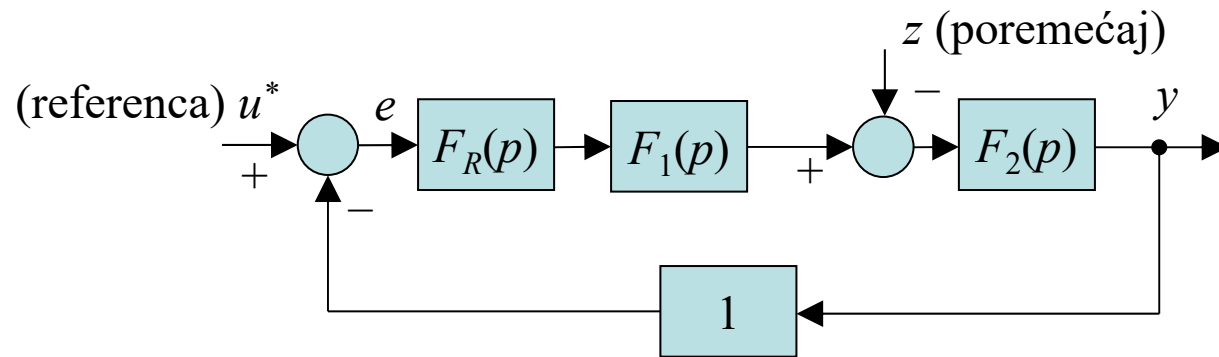 z (poremećaj)
(referenca) u* e − y
F_R(p) F_1(p) F_2(p)
+ +
−
1